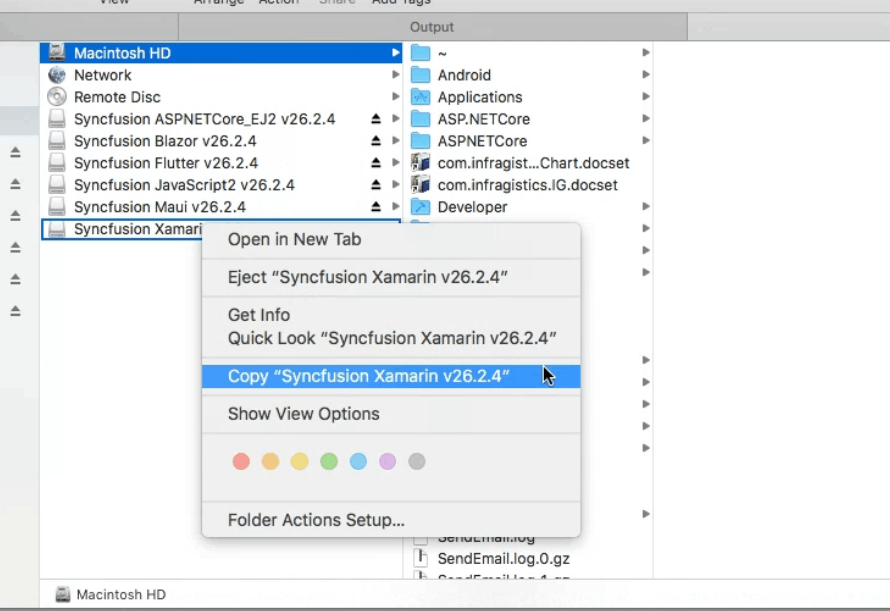 View Arrange Action Share Add Tags
Output
Macintosh HD
Network
Remote Disc
Syncfusion ASPNETCore_EJ2 v26.2.4
Syncfusion Blazor v26.2.4
Syncfusion Flutter v26.2.4
Syncfusion JavaScript2 v26.2.4
Syncfusion Maui v26.2.4
Syncfusion Xamari
~
Android
Applications
ASP.NETCore
ASPNETCore
com.infragist...Chart.docset
com.infragistics.IG.docset
Developer
Open in New Tab
Eject “Syncfusion Xamarin v26.2.4”
Get Info
Quick Look “Syncfusion Xamarin v26.2.4”
Copy “Syncfusion Xamarin v26.2.4”
Show View Options
Folder Actions Setup...
SendEmail.log
SendEmail.log.0.gz
SendEmail.log.1.gz
Macintosh HD